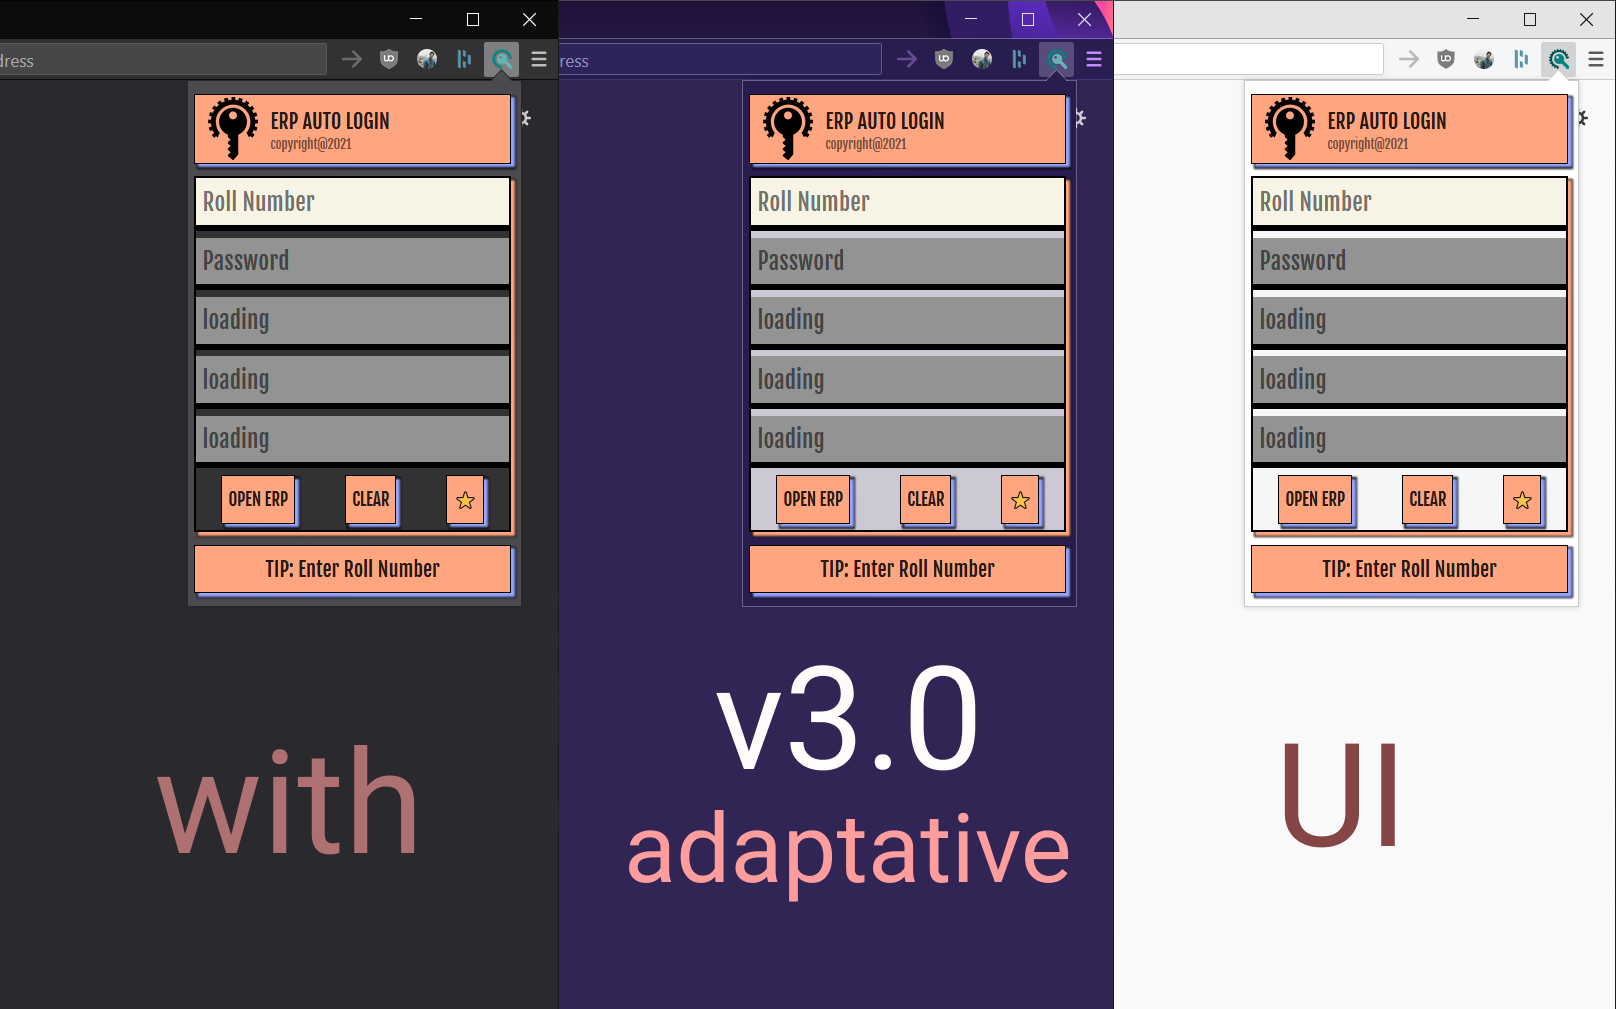 dress
ERP AUTO LOGIN
copyright@2021
Roll Number
Password
loading
loading
loading
OPEN ERP
CLEAR
TIP: Enter Roll Number
with
ress
ERP AUTO LOGIN
copyright@2021
Roll Number
Password
loading
loading
loading
OPEN ERP
CLEAR
TIP: Enter Roll Number
v3.0
adaptative
ERP AUTO LOGIN
copyright@2021
Roll Number
Password
loading
loading
loading
OPEN ERP
CLEAR
TIP: Enter Roll Number
UI